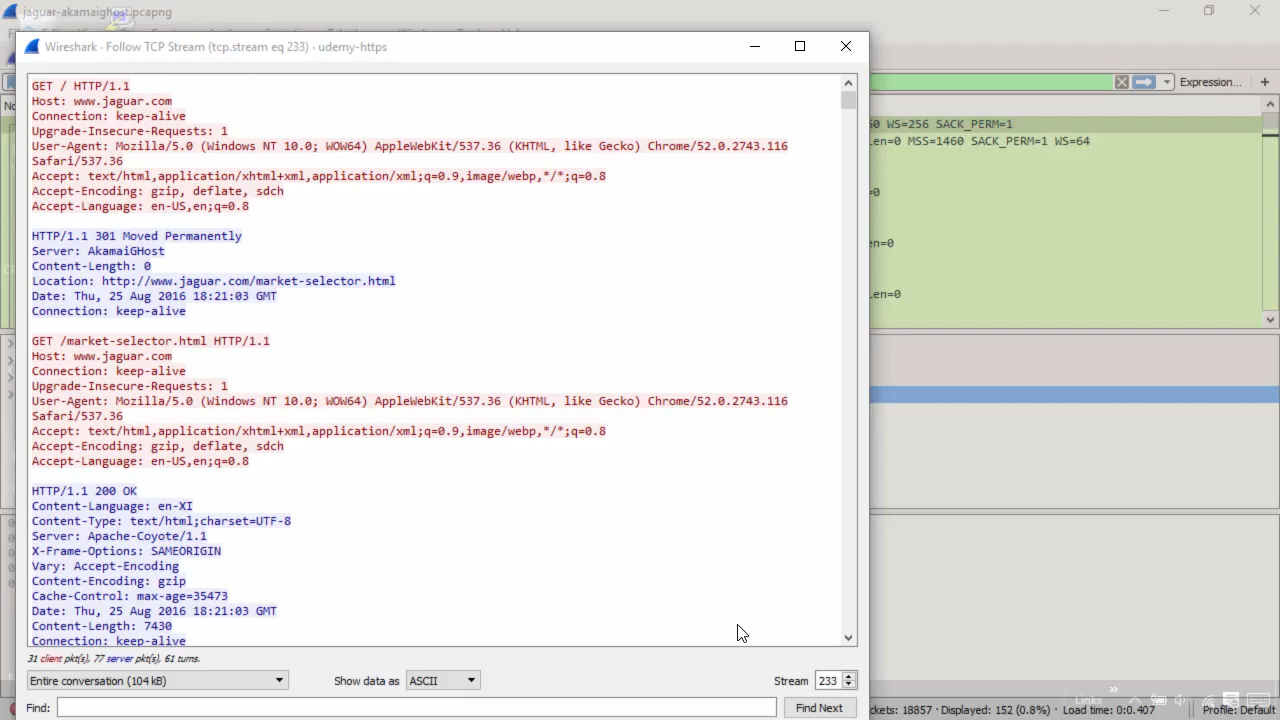 jaguar-akamaighost.pcapng
Wireshark · Follow TCP Stream (tcp.stream eq 233) · udemy-https
GET / HTTP/1.1
Host: www.jaguar.com
Connection: keep-alive
Upgrade-Insecure-Requests: 1
User-Agent: Mozilla/5.0 (Windows NT 10.0; WOW64) AppleWebKit/537.36 (KHTML, like Gecko) Chrome/52.0.2743.116
Safari/537.36
Accept: text/html,application/xhtml+xml,application/xml;q=0.9,image/webp,*/*;q=0.8
Accept-Encoding: gzip, deflate, sdch
Accept-Language: en-US,en;q=0.8
HTTP/1.1 301 Moved Permanently
Server: AkamaiGHost
Content-Length: 0
Location: http://www.jaguar.com/market-selector.html
Date: Thu, 25 Aug 2016 18:21:03 GMT
Connection: keep-alive
GET /market-selector.html HTTP/1.1
Host: www.jaguar.com
Connection: keep-alive
Upgrade-Insecure-Requests: 1
User-Agent: Mozilla/5.0 (Windows NT 10.0; WOW64) AppleWebKit/537.36 (KHTML, like Gecko) Chrome/52.0.2743.116
Safari/537.36
Accept: text/html,application/xhtml+xml,application/xml;q=0.9,image/webp,*/*;q=0.8
Accept-Encoding: gzip, deflate, sdch
Accept-Language: en-US,en;q=0.8
HTTP/1.1 200 OK
Content-Language: en-XI
Content-Type: text/html;charset=UTF-8
Server: Apache-Coyote/1.1
X-Frame-Options: SAMEORIGIN
Vary: Accept-Encoding
Content-Encoding: gzip
Cache-Control: max-age=35473
Date: Thu, 25 Aug 2016 18:21:03 GMT
Content-Length: 7430
Connection: keep-alive
31 client pkt(s), 77 server pkt(s), 61 turns.
Entire conversation (104 kB) Show data as ASCII Stream 233
Find: Find Next
Expression... +
No
60 WS=256 SACK_PERM=1
Len=0 MSS=1460 SACK_PERM=1 WS=64
=0
en=0
Len=0
Links
kets: 18857 · Displayed: 152 (0.8%) · Load time: 0:0.407 Profile: Default